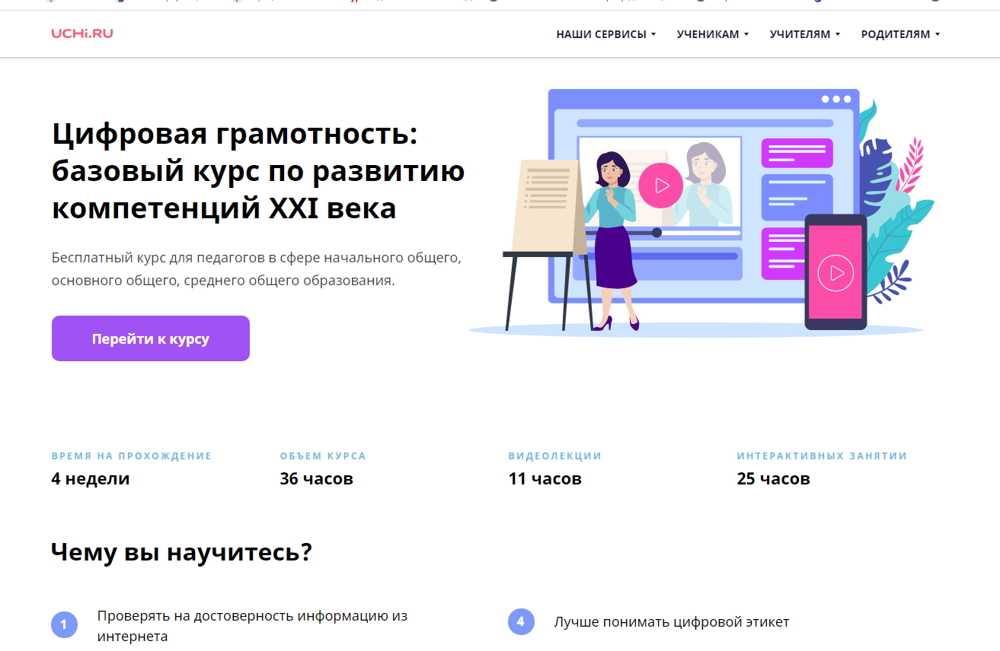 UCHi.RU
НАШИ СЕРВИСЫ
УЧЕНИКАМ
УЧИТЕЛЯМ
РОДИТЕЛЯМ
Цифровая грамотность:
базовый курс по развитию
компетенций XXI века
Бесплатный курс для педагогов в сфере начального общего,
основного общего, среднего общего образования.
Перейти к курсу
ВРЕМЯ НА ПРОХОЖДЕНИЕ
4 недели
ОБЪЕМ КУРСА
36 часов
ВИДЕОЛЕКЦИИ
11 часов
ИНТЕРАКТИВНЫХ ЗАНЯТИИ
25 часов
Чему вы научитесь?
1
Проверять на достоверность информацию из
интернета
4
Лучше понимать цифровой этикет